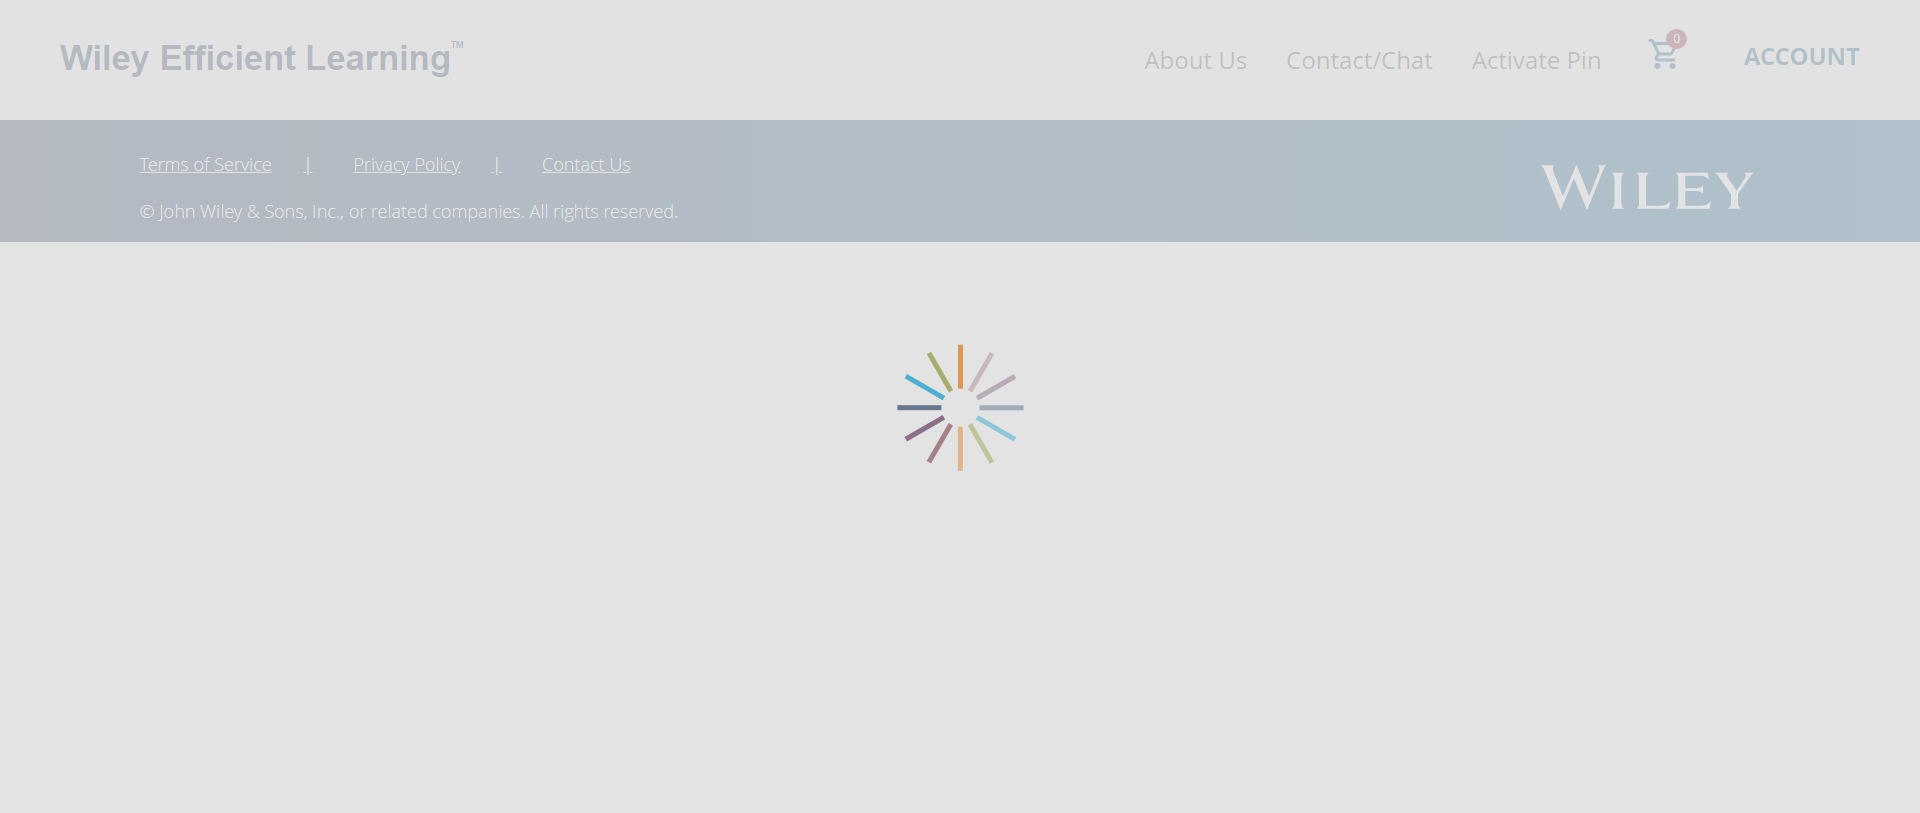 Wiley Efficient Learning™
About Us Contact/Chat Activate Pin 0 ACCOUNT
Terms of Service | Privacy Policy | Contact Us
© John Wiley & Sons, Inc., or related companies. All rights reserved.
WILEY